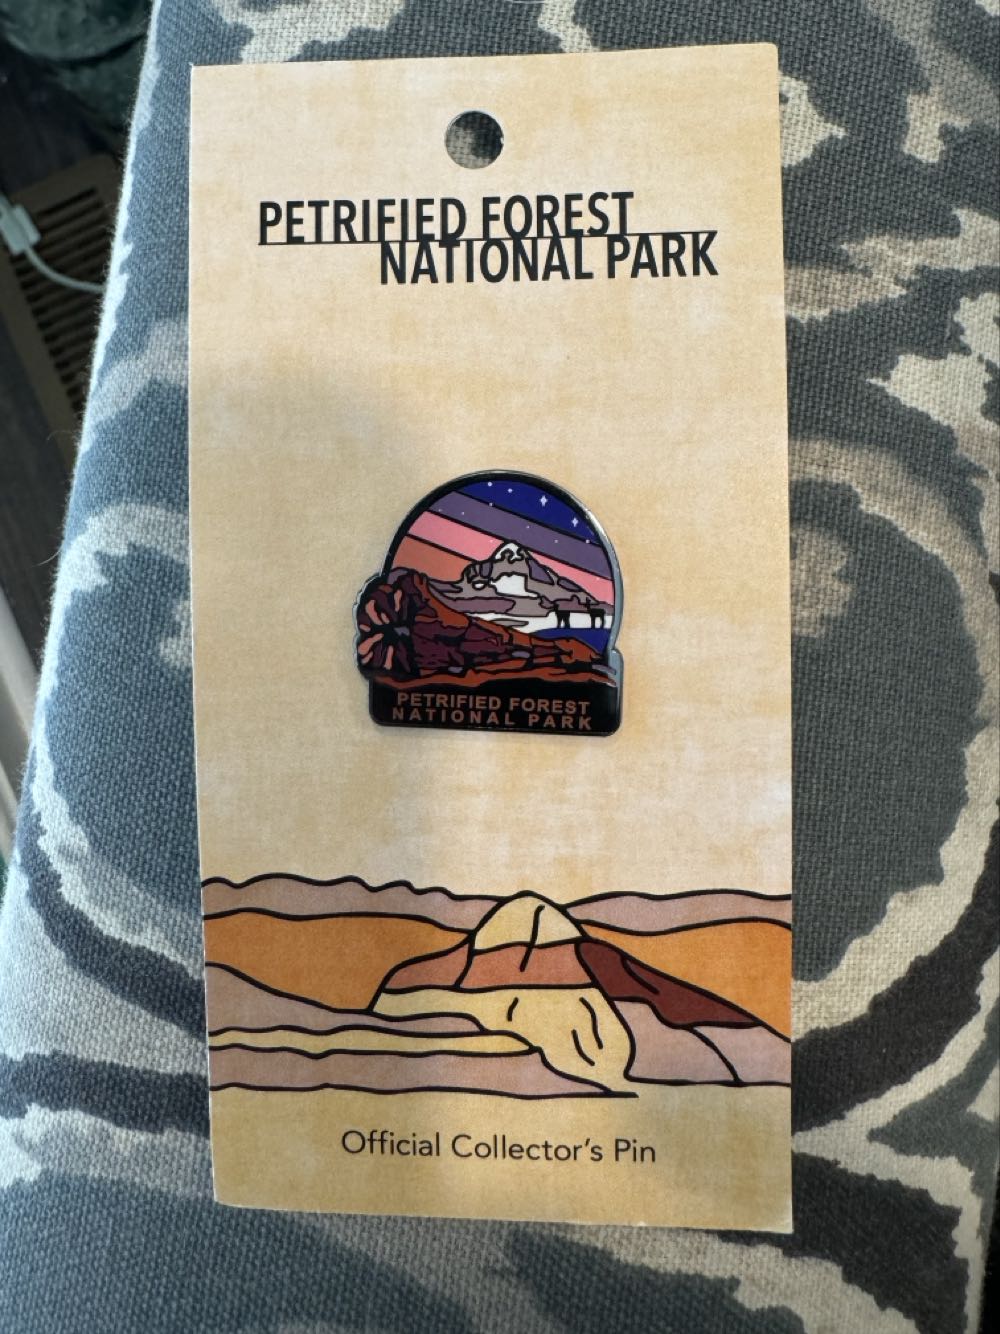 PETRIFIED FOREST
NATIONAL PARK
PETRIFIED FOREST
NATIONAL PARK
Official Collector's Pin